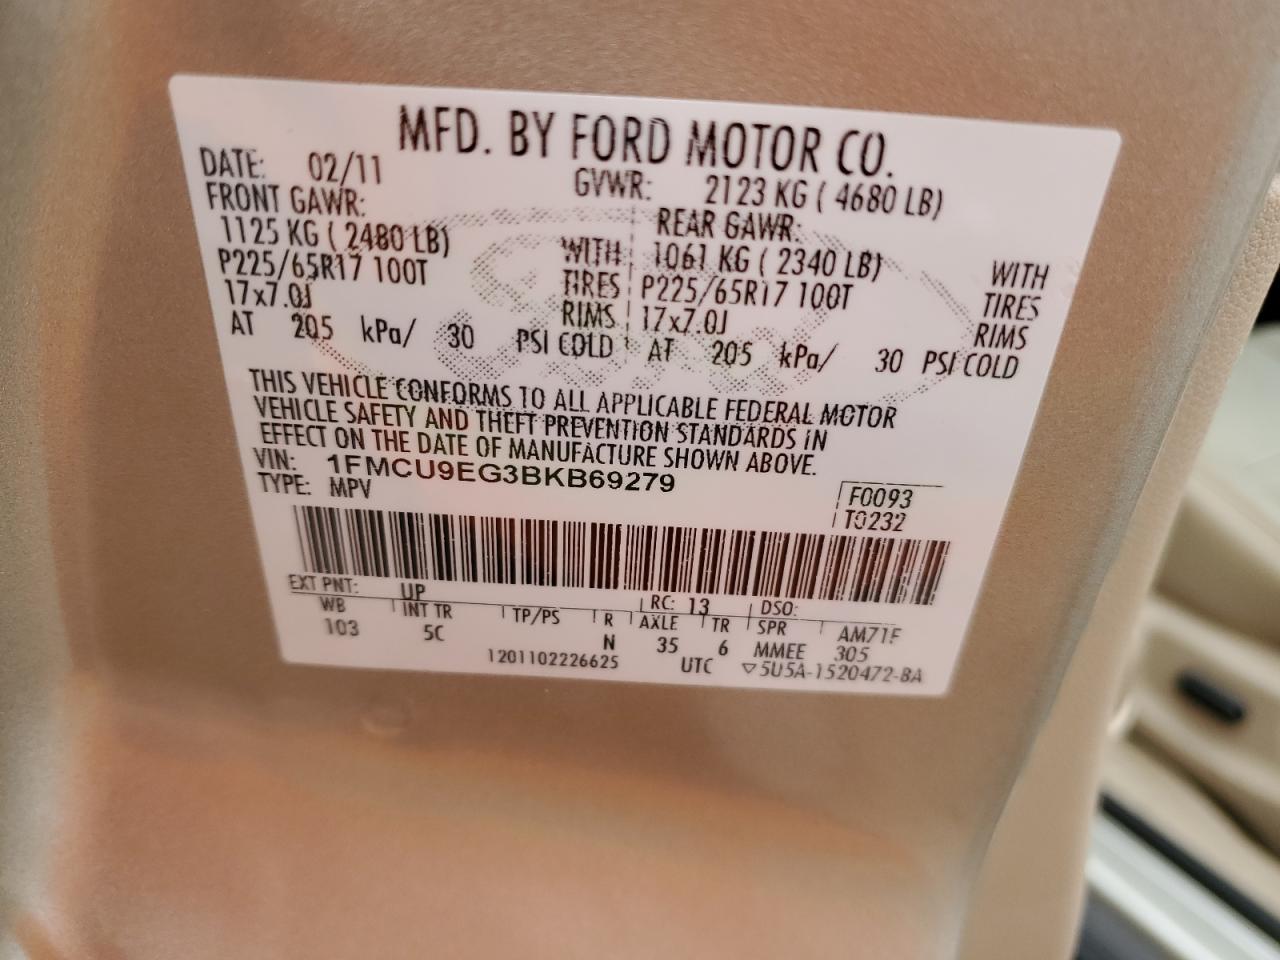 MFD. BY FORD MOTOR CO.
DATE: 02/11 GVWR: 2123 KG ( 4680 LB)
FRONT GAWR: REAR GAWR:
1125 KG ( 2480 LB) WITH 1061 KG ( 2340 LB) WITH
P225/65R17 100T TIRES P225/65R17 100T TIRES
17x7.0J RIMS 17x7.0J RIMS
AT 205 kPa/ 30 PSI COLD AT 205 kPa/ 30 PSI COLD
THIS VEHICLE CONFORMS TO ALL APPLICABLE FEDERAL MOTOR
VEHICLE SAFETY AND THEFT PREVENTION STANDARDS IN
EFFECT ON THE DATE OF MANUFACTURE SHOWN ABOVE.
VIN: 1FMCU9EG3BKB69279
TYPE: MPV F0093
T0232
EXT PNT: UP RC: 13 DSO:
WB INT TR TP/PS R AXLE TR SPR AM71F
103 5C N 35 6 MMEE 305
1201102226625 UTC ▽5U5A-1520472-BA